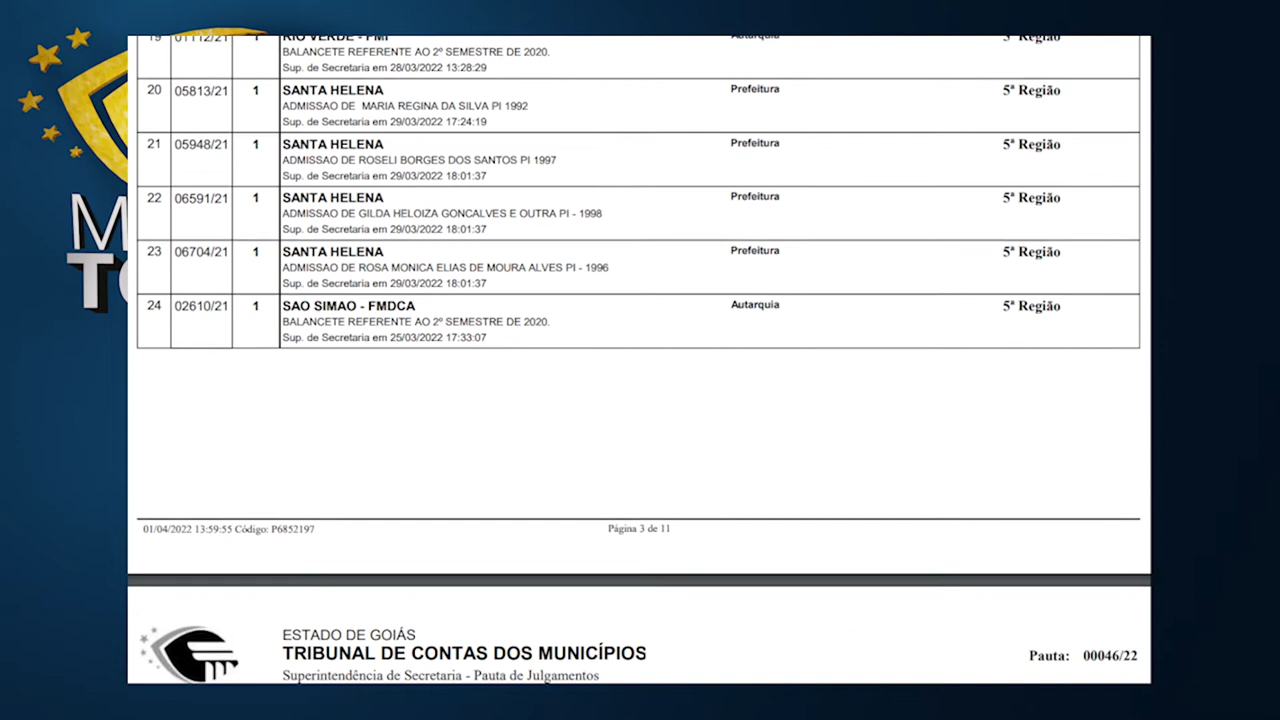 19 01112/21 1 RIO VERDE - FMI Autarquia 5ª Região
BALANCETE REFERENTE AO 2º SEMESTRE DE 2020.
Sup. de Secretaria em 28/03/2022 13:28:29
20 05813/21 1 SANTA HELENA Prefeitura 5ª Região
ADMISSAO DE MARIA REGINA DA SILVA PI 1992
Sup. de Secretaria em 29/03/2022 17:24:19
21 05948/21 1 SANTA HELENA Prefeitura 5ª Região
ADMISSAO DE ROSELI BORGES DOS SANTOS PI 1997
Sup. de Secretaria em 29/03/2022 18:01:37
22 06591/21 1 SANTA HELENA Prefeitura 5ª Região
ADMISSAO DE GILDA HELOIZA GONCALVES E OUTRA PI - 1998
Sup. de Secretaria em 29/03/2022 18:01:37
23 06704/21 1 SANTA HELENA Prefeitura 5ª Região
ADMISSAO DE ROSA MONICA ELIAS DE MOURA ALVES PI - 1996
Sup. de Secretaria em 29/03/2022 18:01:37
24 02610/21 1 SAO SIMAO - FMDCA Autarquia 5ª Região
BALANCETE REFERENTE AO 2º SEMESTRE DE 2020.
Sup. de Secretaria em 25/03/2022 17:33:07
01/04/2022 13:59:55 Código: P6852197 Página 3 de 11
ESTADO DE GOIÁS
TRIBUNAL DE CONTAS DOS MUNICÍPIOS
Pauta: 00046/22
Superintendência de Secretaria - Pauta de Julgamentos